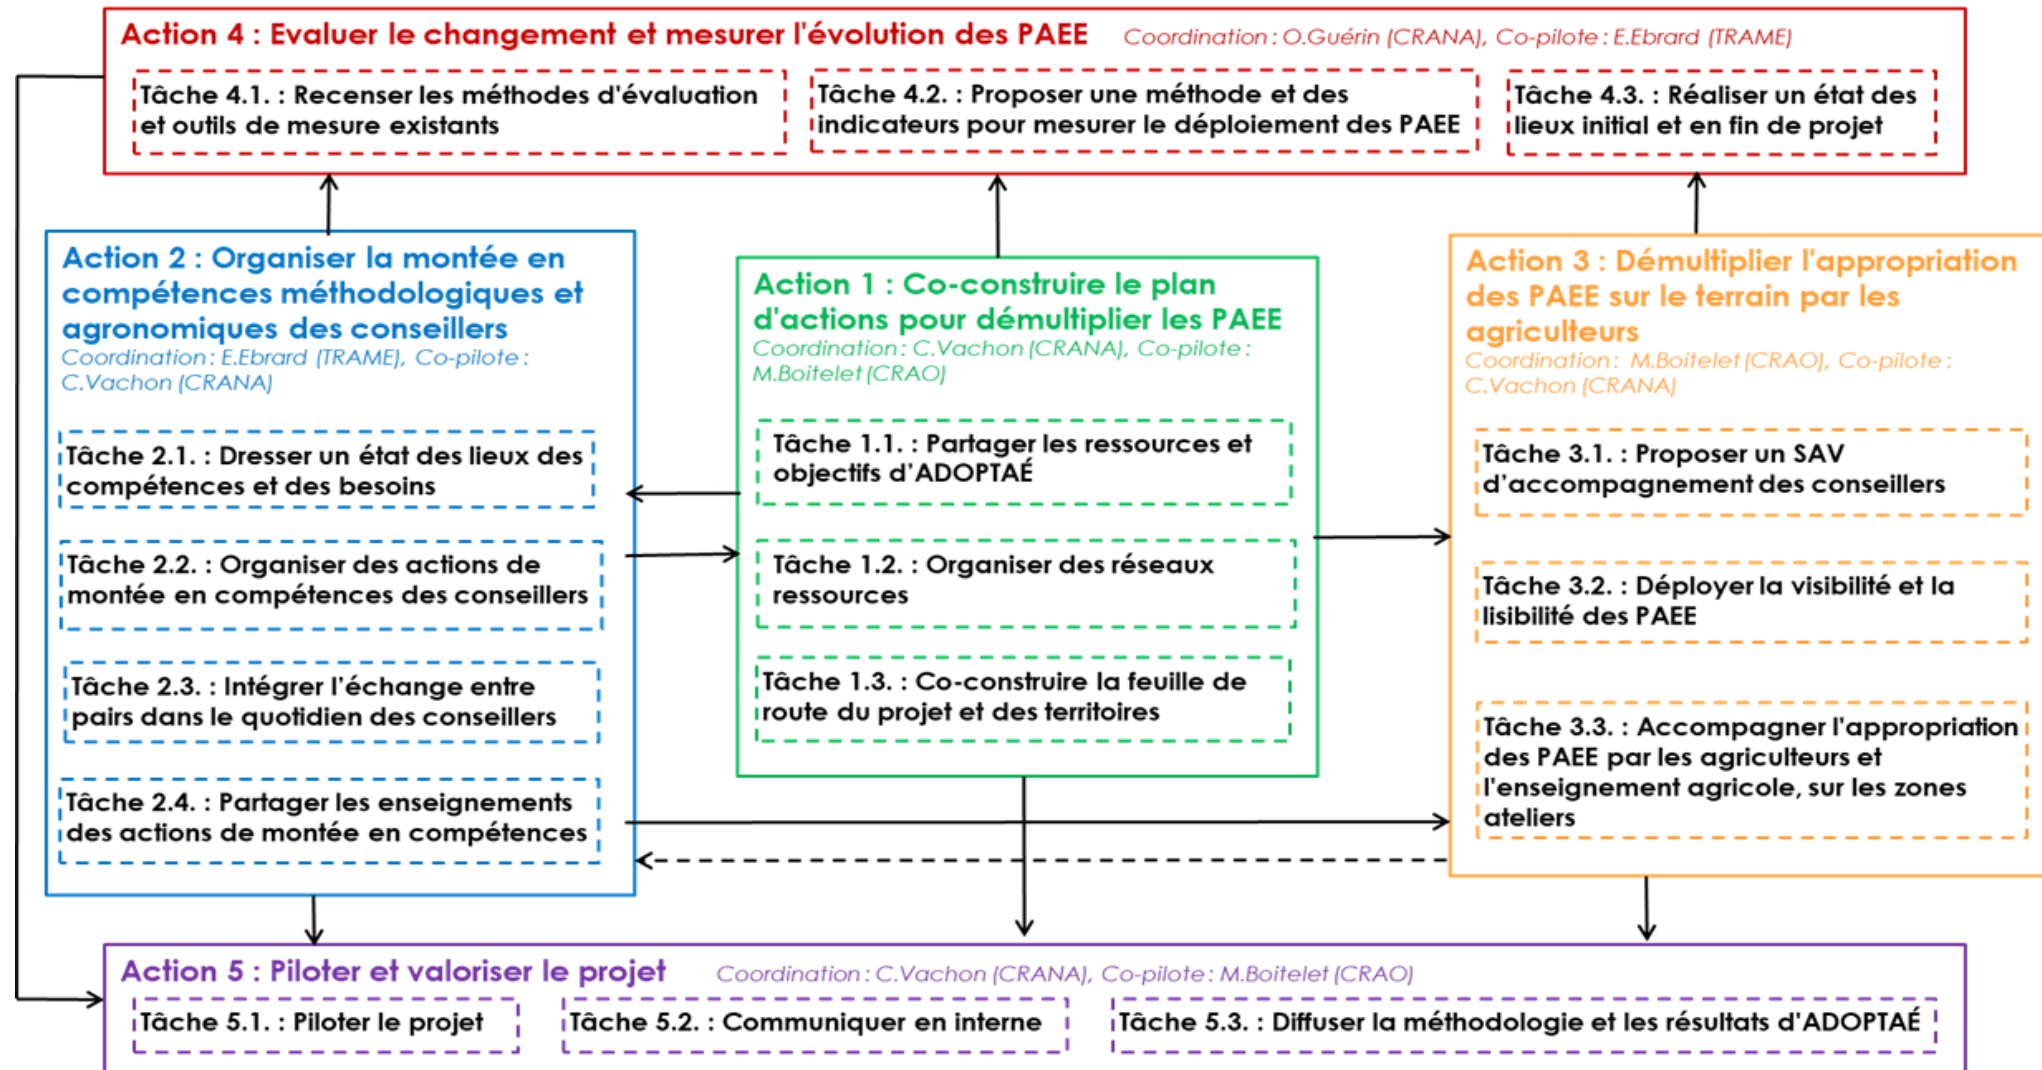 Action 4 : Evaluer le changement et mesurer l'évolution des PAEE Coordination : O.Guérin (CRANA), Co-pilote : E.Ebrard (TRAME)
Tâche 4.1. : Recenser les méthodes d'évaluation
et outils de mesure existants
Tâche 4.2. : Proposer une méthode et des
indicateurs pour mesurer le déploiement des PAEE
Tâche 4.3. : Réaliser un état des
lieux initial et en fin de projet
Action 2 : Organiser la montée en
compétences méthodologiques et
agronomiques des conseillers
Coordination : E.Ebrard (TRAME), Co-pilote :
C.Vachon (CRANA)
Tâche 2.1. : Dresser un état des lieux des
compétences et des besoins
Tâche 2.2. : Organiser des actions de
montée en compétences des conseillers
Tâche 2.3. : Intégrer l'échange entre
pairs dans le quotidien des conseillers
Tâche 2.4. : Partager les enseignements
des actions de montée en compétences
Action 1 : Co-construire le plan
d'actions pour démultiplier les PAEE
Coordination : C.Vachon (CRANA), Co-pilote :
M.Boitelet (CRAO)
Tâche 1.1. : Partager les ressources et
objectifs d'ADOPTAÉ
Tâche 1.2. : Organiser des réseaux
ressources
Tâche 1.3. : Co-construire la feuille de
route du projet et des territoires
Action 3 : Démultiplier l'appropriation
des PAEE sur le terrain par les
agriculteurs
Coordination : M.Boitelet (CRAO), Co-pilote :
C.Vachon (CRANA)
Tâche 3.1. : Proposer un SAV
d'accompagnement des conseillers
Tâche 3.2. : Déployer la visibilité et la
lisibilité des PAEE
Tâche 3.3. : Accompagner l'appropriation
des PAEE par les agriculteurs et
l'enseignement agricole, sur les zones
ateliers
Action 5 : Piloter et valoriser le projet Coordination : C.Vachon (CRANA), Co-pilote : M.Boitelet (CRAO)
Tâche 5.1. : Piloter le projet
Tâche 5.2. : Communiquer en interne
Tâche 5.3. : Diffuser la méthodologie et les résultats d'ADOPTAÉ